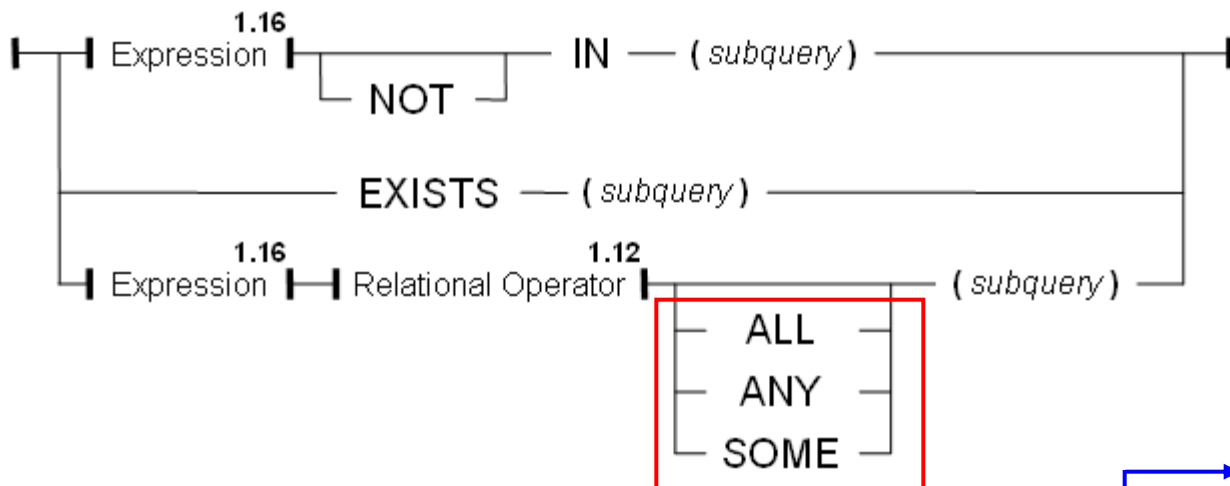 1.16
Expression IN ( subquery )
NOT
EXISTS ( subquery )
1.16 1.12
Expression Relational Operator ( subquery )
ALL
ANY
SOME